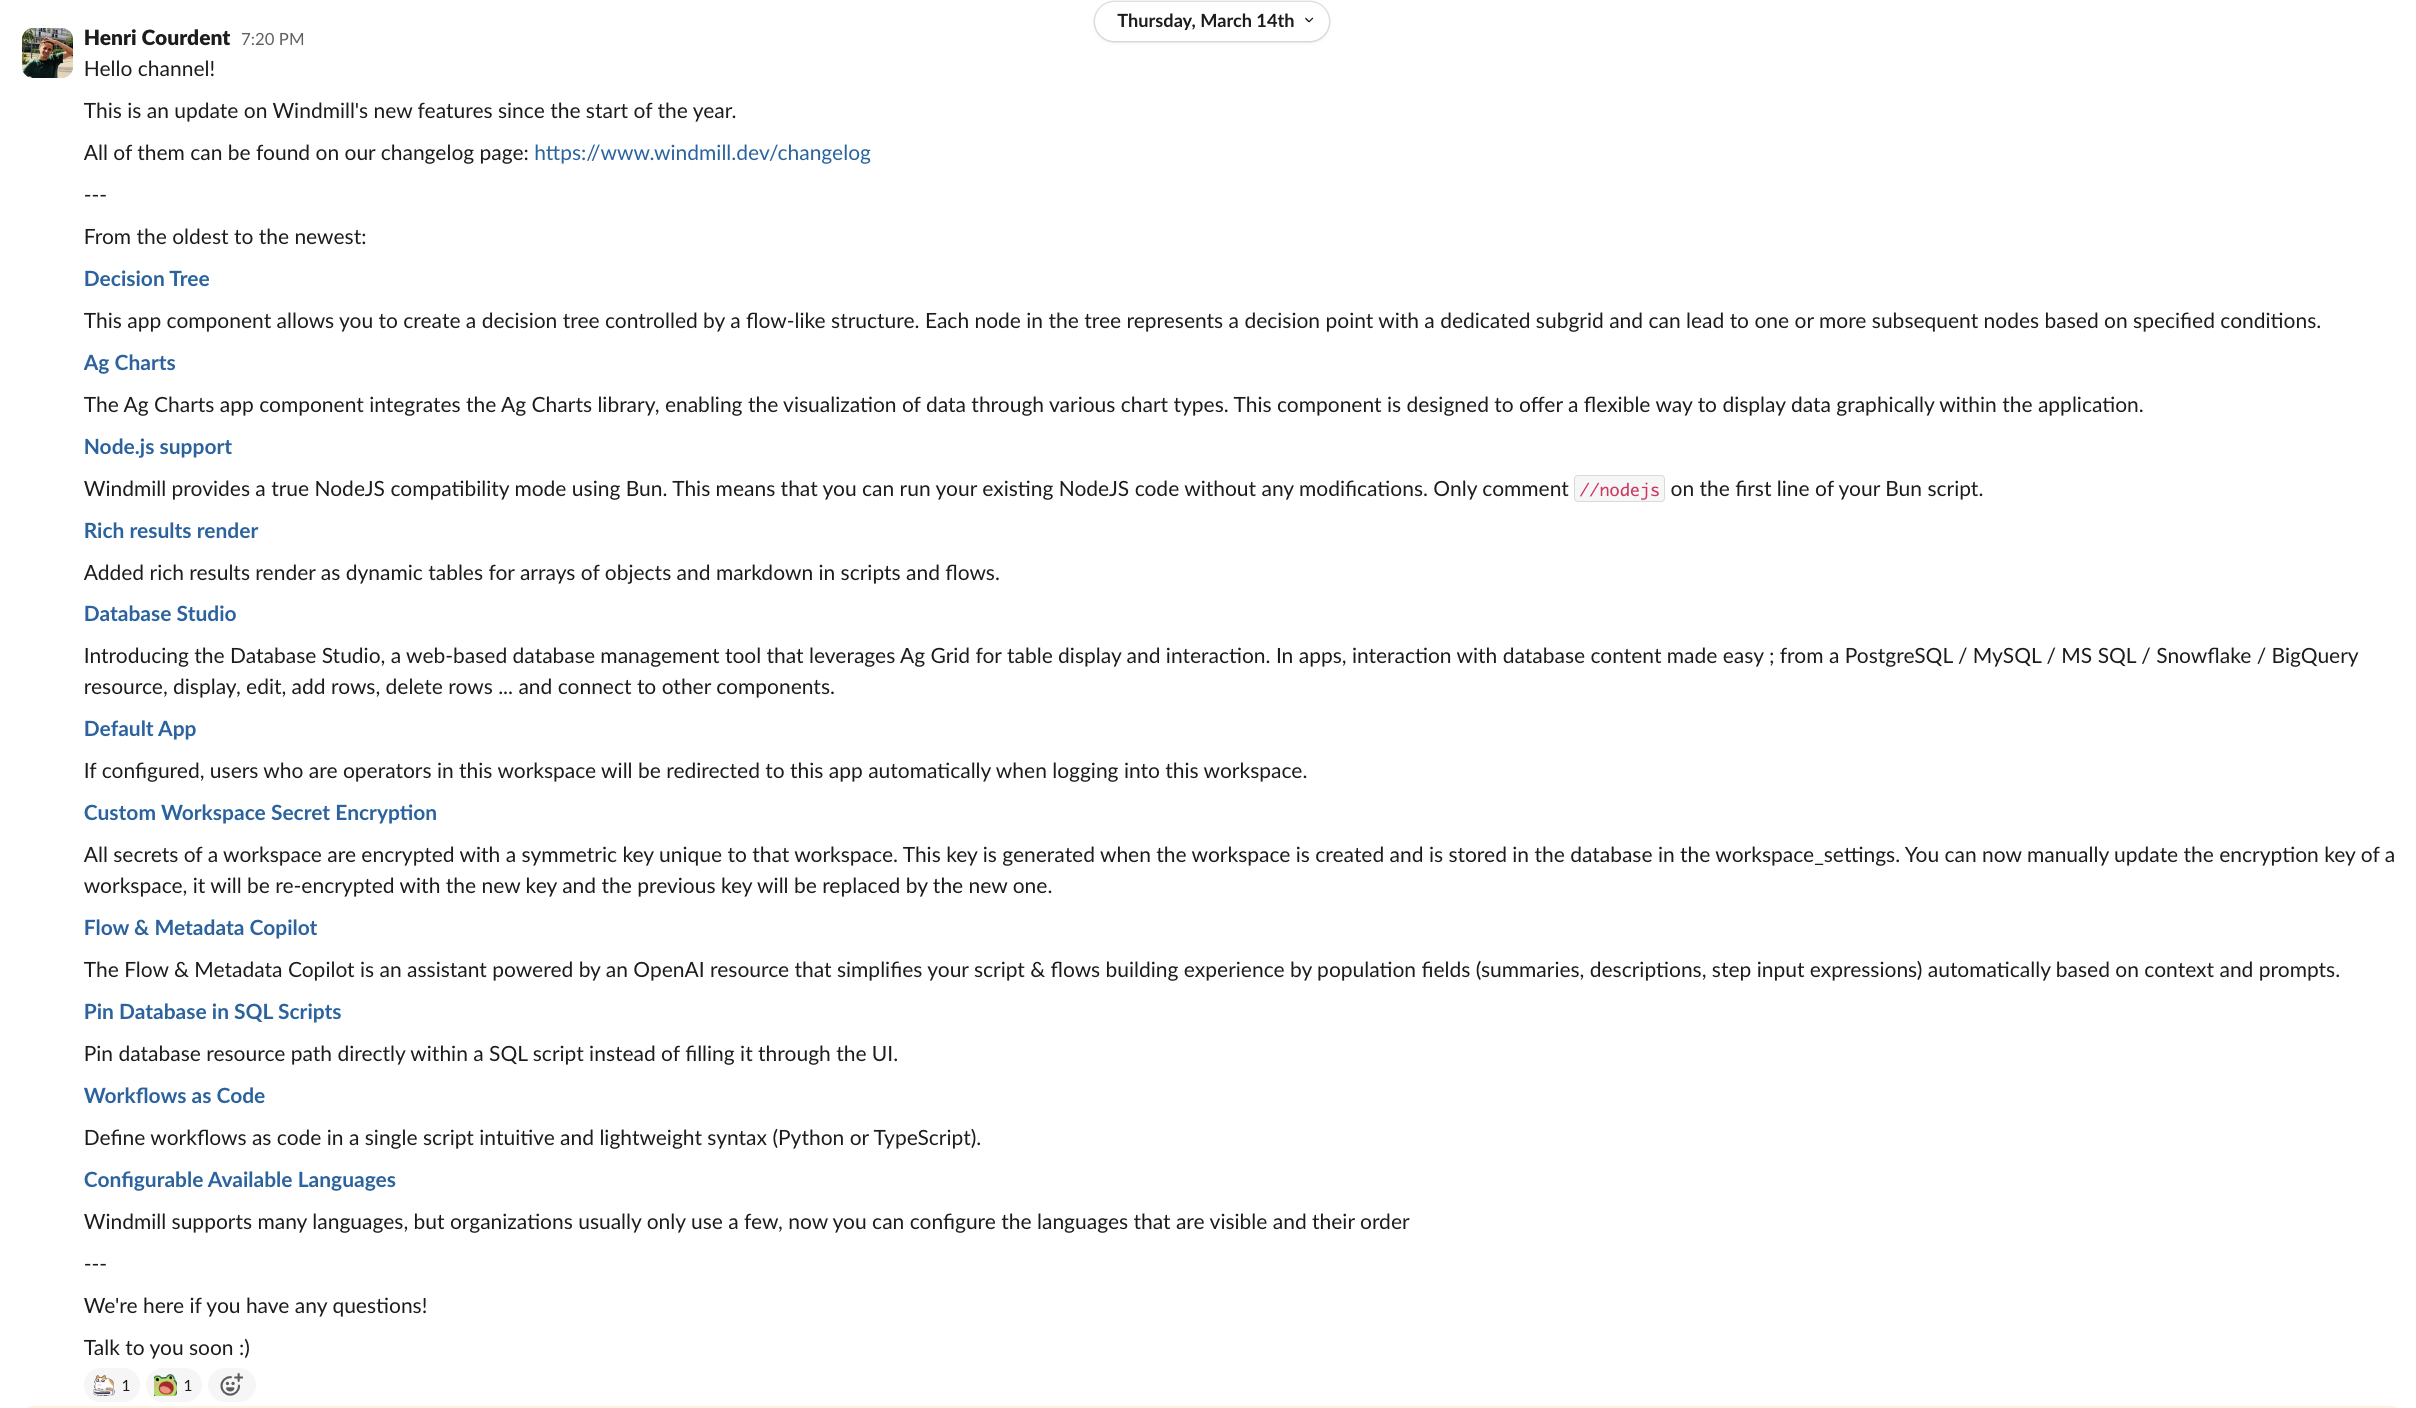 Thursday, March 14th
Henri Courdent 7:20 PM
Hello channel!
This is an update on Windmill's new features since the start of the year.
All of them can be found on our changelog page: https://www.windmill.dev/changelog
---
From the oldest to the newest:
Decision Tree
This app component allows you to create a decision tree controlled by a flow-like structure. Each node in the tree represents a decision point with a dedicated subgrid and can lead to one or more subsequent nodes based on specified conditions.
Ag Charts
The Ag Charts app component integrates the Ag Charts library, enabling the visualization of data through various chart types. This component is designed to offer a flexible way to display data graphically within the application.
Node.js support
Windmill provides a true NodeJS compatibility mode using Bun. This means that you can run your existing NodeJS code without any modifications. Only comment //nodejs on the first line of your Bun script.
Rich results render
Added rich results render as dynamic tables for arrays of objects and markdown in scripts and flows.
Database Studio
Introducing the Database Studio, a web-based database management tool that leverages Ag Grid for table display and interaction. In apps, interaction with database content made easy ; from a PostgreSQL / MySQL / MS SQL / Snowflake / BigQuery
resource, display, edit, add rows, delete rows ... and connect to other components.
Default App
If configured, users who are operators in this workspace will be redirected to this app automatically when logging into this workspace.
Custom Workspace Secret Encryption
All secrets of a workspace are encrypted with a symmetric key unique to that workspace. This key is generated when the workspace is created and is stored in the database in the workspace_settings. You can now manually update the encryption key of a
workspace, it will be re-encrypted with the new key and the previous key will be replaced by the new one.
Flow & Metadata Copilot
The Flow & Metadata Copilot is an assistant powered by an OpenAI resource that simplifies your script & flows building experience by population fields (summaries, descriptions, step input expressions) automatically based on context and prompts.
Pin Database in SQL Scripts
Pin database resource path directly within a SQL script instead of filling it through the UI.
Workflows as Code
Define workflows as code in a single script intuitive and lightweight syntax (Python or TypeScript).
Configurable Available Languages
Windmill supports many languages, but organizations usually only use a few, now you can configure the languages that are visible and their order
---
We're here if you have any questions!
Talk to you soon :)
1 1